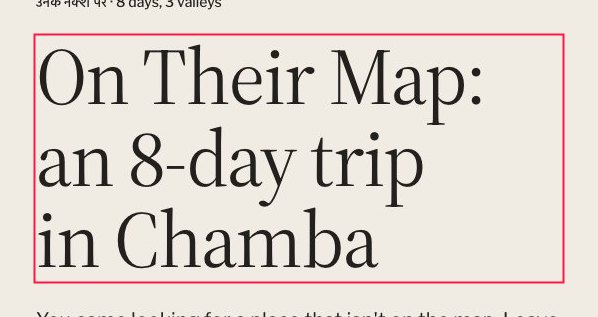 उनके नक्शे पर · 8 days, 3 valleys
On Their Map:
an 8-day trip
in Chamba
You came looking for a place that isn't on the map. Leave